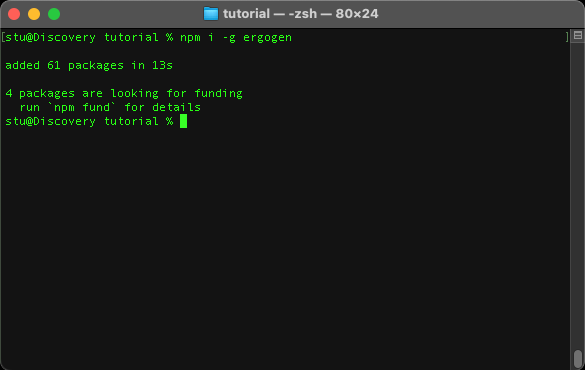 tutorial — -zsh — 80×24
[stu@Discovery tutorial % npm i -g ergogen ]
added 61 packages in 13s
4 packages are looking for funding
run `npm fund` for details
stu@Discovery tutorial %